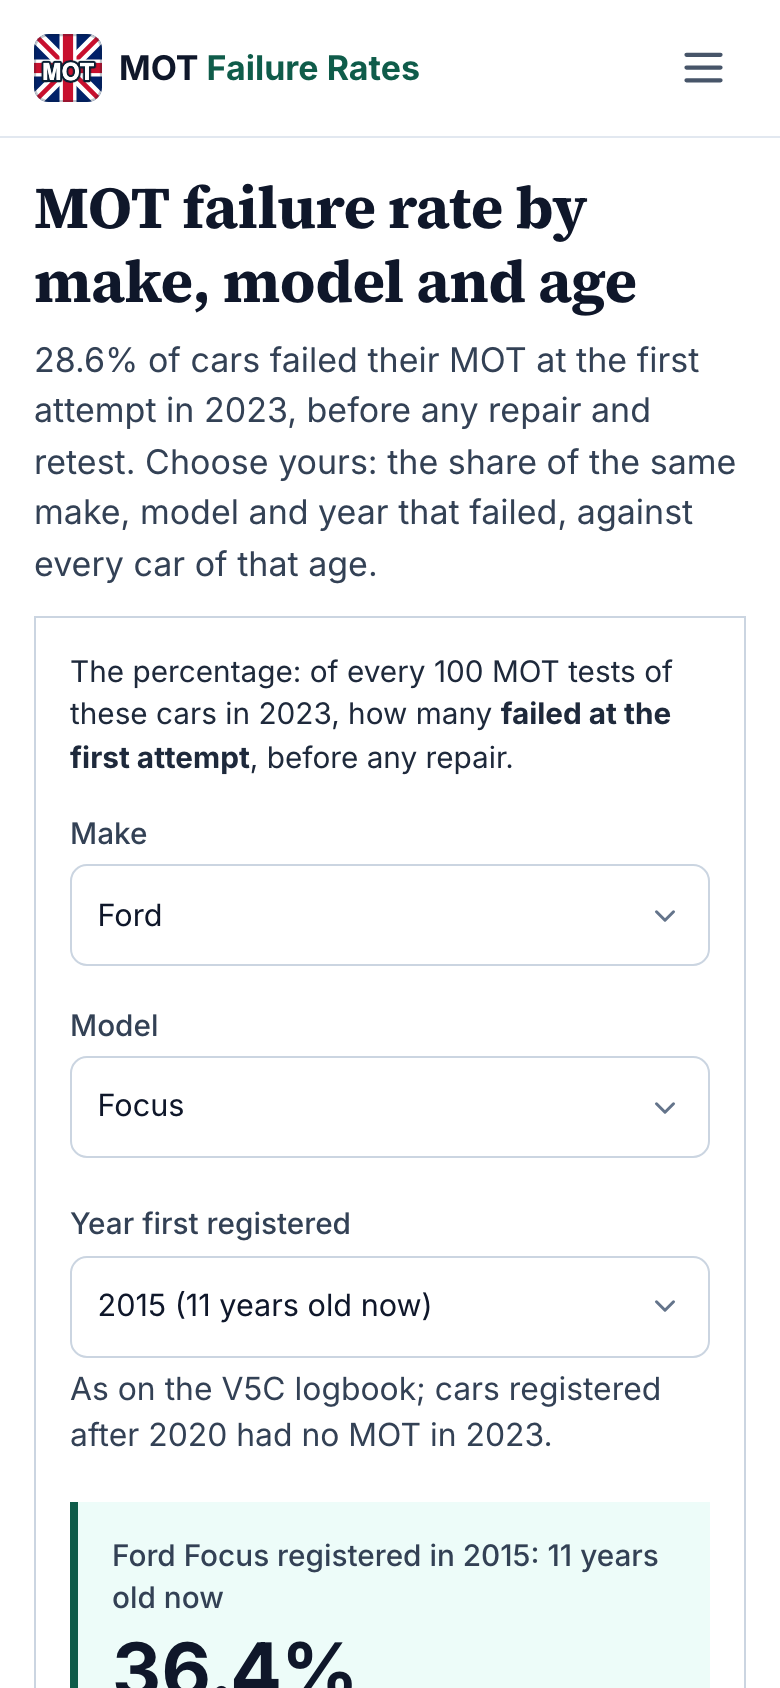 MOT
MOT Failure Rates
MOT failure rate by
make, model and age
28.6% of cars failed their MOT at the first
attempt in 2023, before any repair and
retest. Choose yours: the share of the same
make, model and year that failed, against
every car of that age.
The percentage: of every 100 MOT tests of
these cars in 2023, how many failed at the
first attempt, before any repair.
Make
Ford
Model
Focus
Year first registered
2015 (11 years old now)
As on the V5C logbook; cars registered
after 2020 had no MOT in 2023.
Ford Focus registered in 2015: 11 years
old now
36.4%